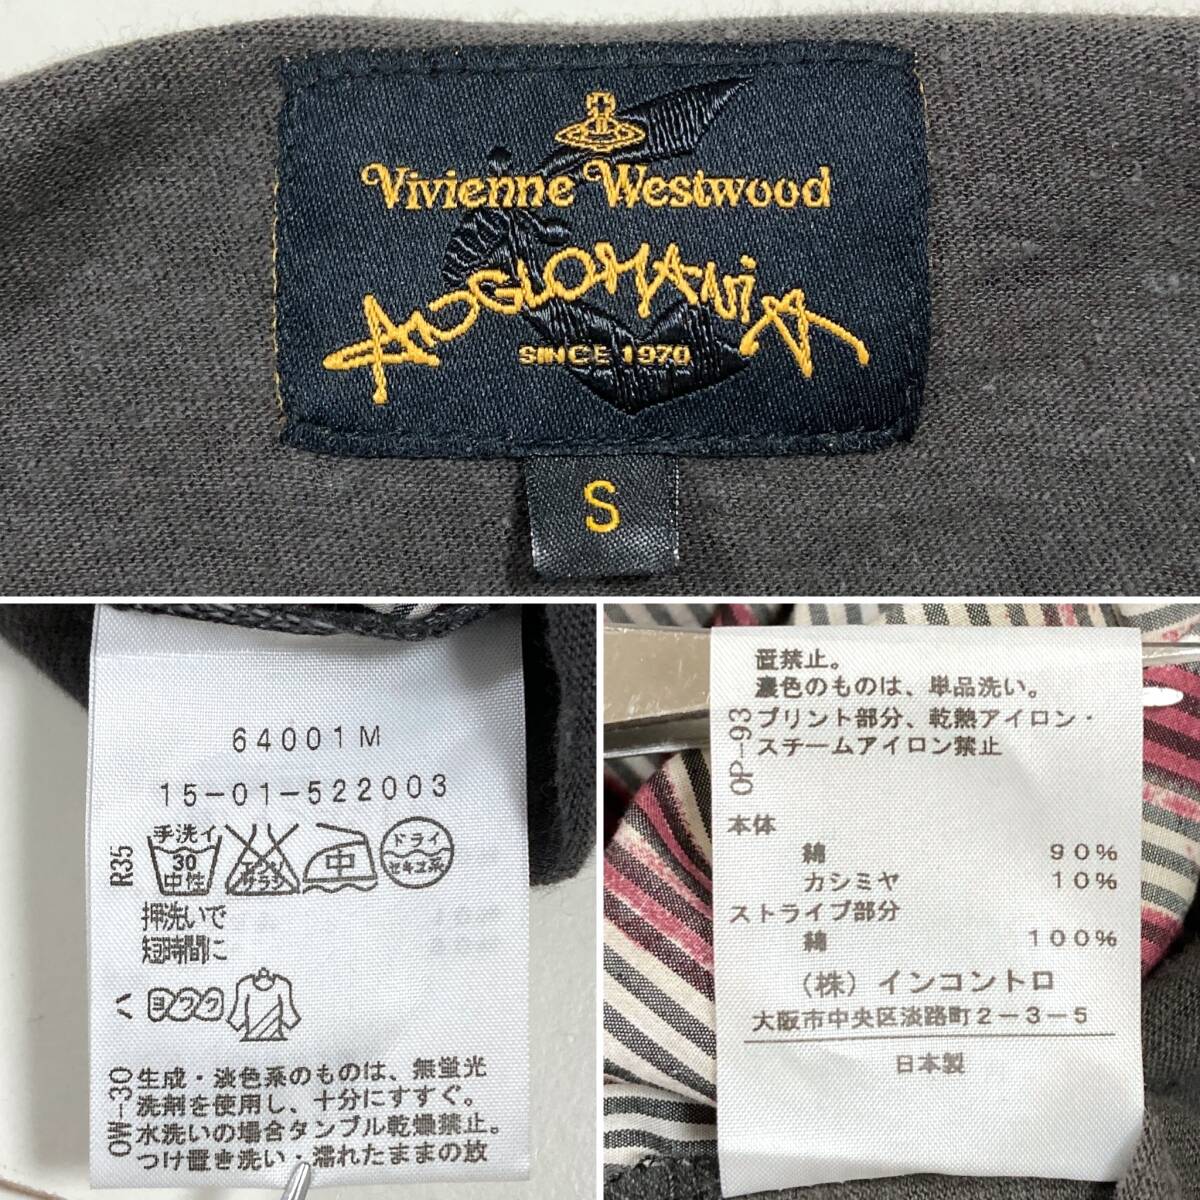 Vivienne Westwood
ANGLOMANIA
SINCE 1970
S
64001M
15-01-522003
R35
手洗イ
30
中性
エンソ
サラシ
中
ドライ
セキユ系
押洗いで
短時間に
ヨワク
OW-30
生成・淡色系のものは、無蛍光
洗剤を使用し、十分にすすぐ。
水洗いの場合タンブル乾燥禁止。
つけ置き洗い・濡れたままの放
置禁止。
濃色のものは、単品洗い。
OP-93
プリント部分、乾熱アイロン・
スチームアイロン禁止
本体
綿 90%
カシミヤ 10%
ストライプ部分
綿 100%
(株)インコントロ
大阪市中央区淡路町2-3-5
日本製